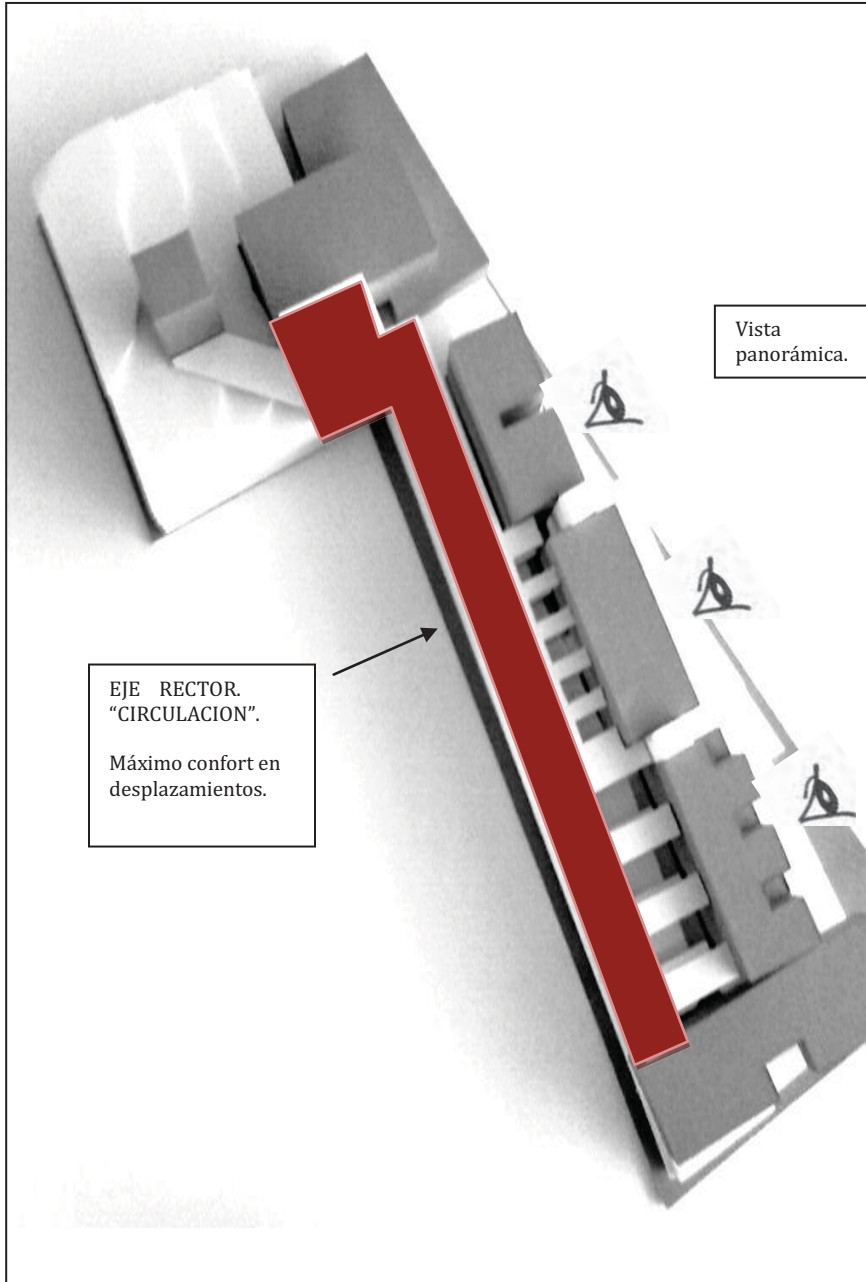 Vista
panorámica.
EJE RECTOR.
“CIRCULACION”.
Máximo confort en
desplazamientos.